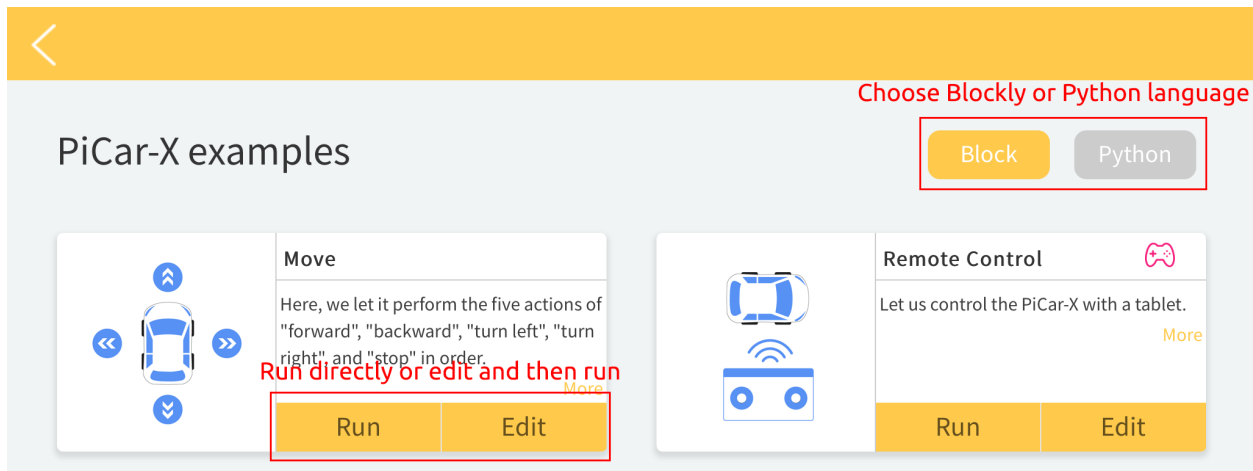 Choose Blockly or Python language
PiCar-X examples
Block
Python
Move
Here, we let it perform the five actions of
"forward", "backward", "turn left", "turn
right", and "stop" in order.
Run directly or edit and then run
More
Run
Edit
Remote Control
Let us control the PiCar-X with a tablet.
More
Run
Edit